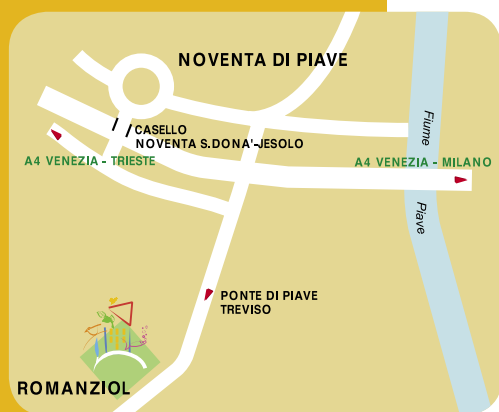 NOVENTA DI PIAVE
Fiume
CASELLO
NOVENTA S.DONA'-JESOLO
A4 VENEZIA - TRIESTE
A4 VENEZIA - MILANO
Piave
PONTE DI PIAVE
TREVISO
ROMANZIOL